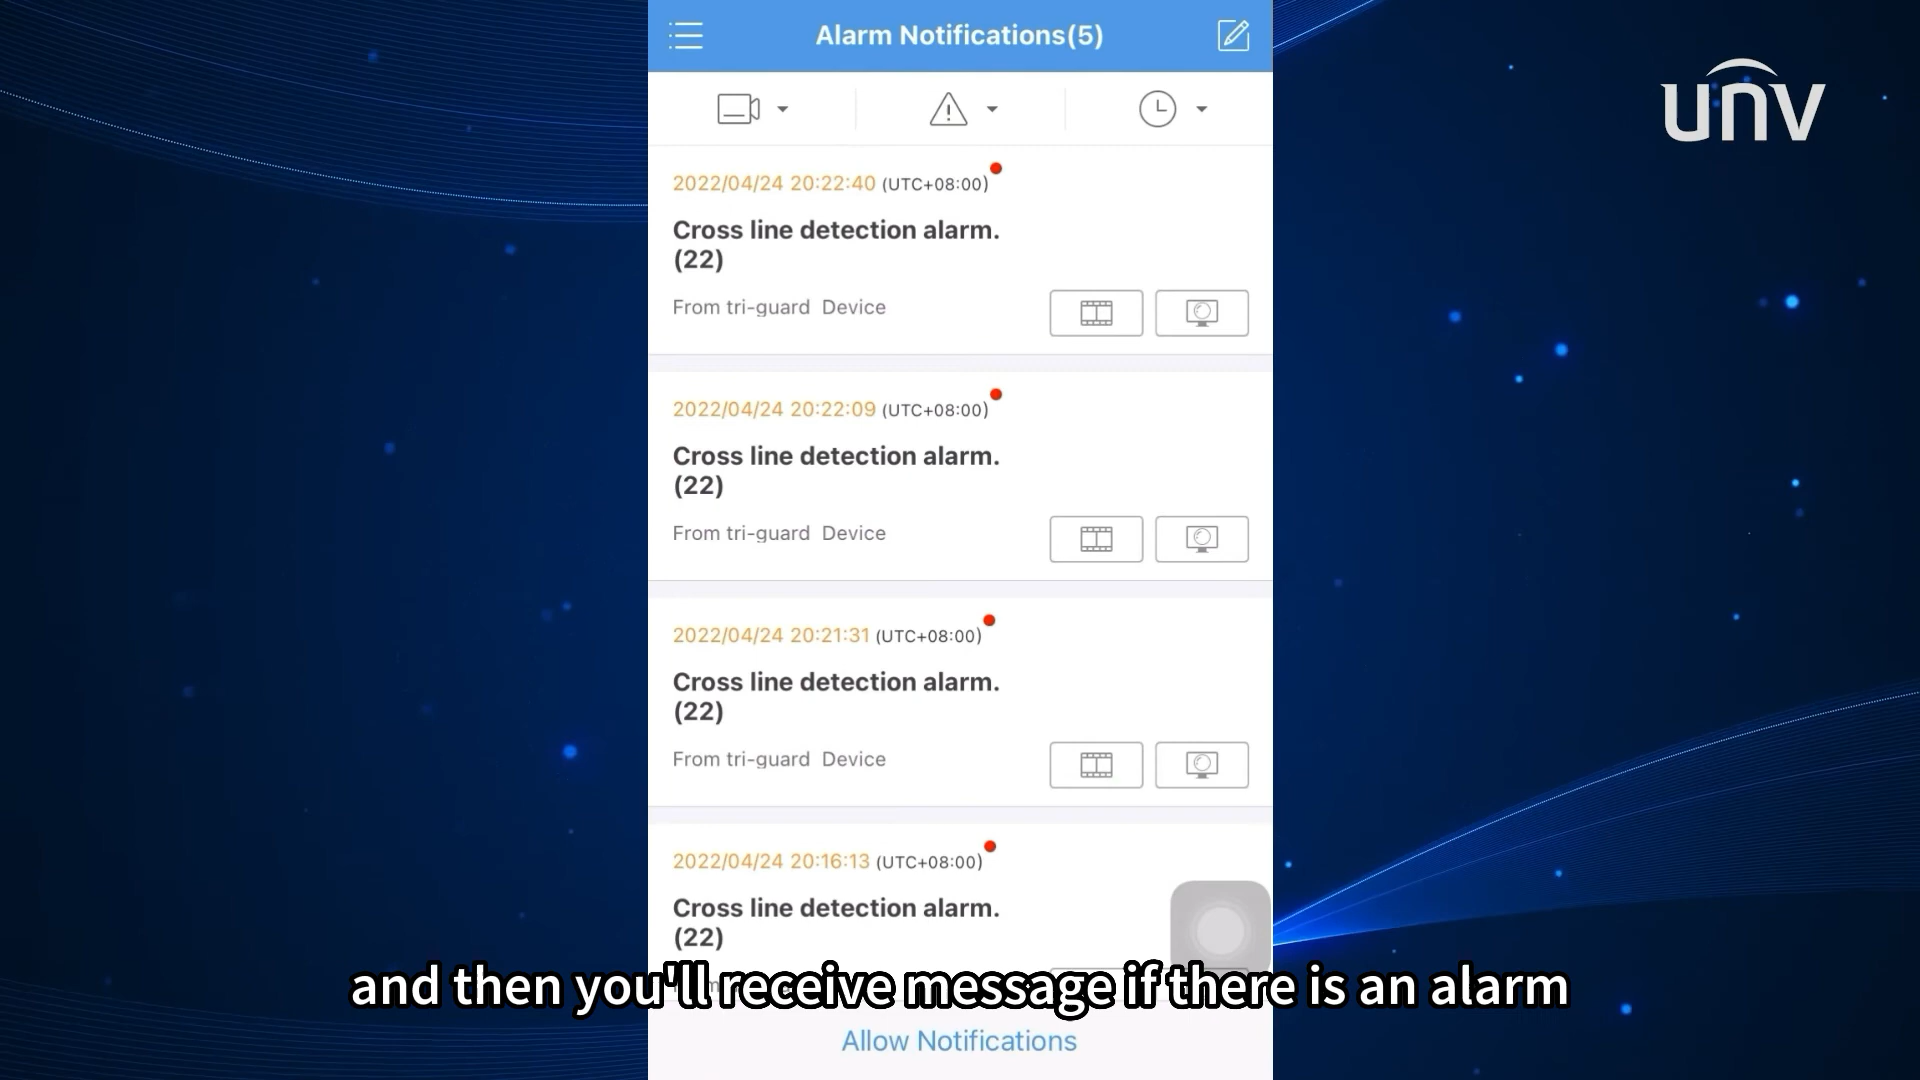 Alarm Notifications(5)
unv
2022/04/24 20:22:40 (UTC+08:00)
Cross line detection alarm.
(22)
From tri-guard Device
2022/04/24 20:22:09 (UTC+08:00)
Cross line detection alarm.
(22)
From tri-guard Device
2022/04/24 20:21:31 (UTC+08:00)
Cross line detection alarm.
(22)
From tri-guard Device
2022/04/24 20:16:13 (UTC+08:00)
Cross line detection alarm.
(22)
and then you'll receive message if there is an alarm
Allow Notifications